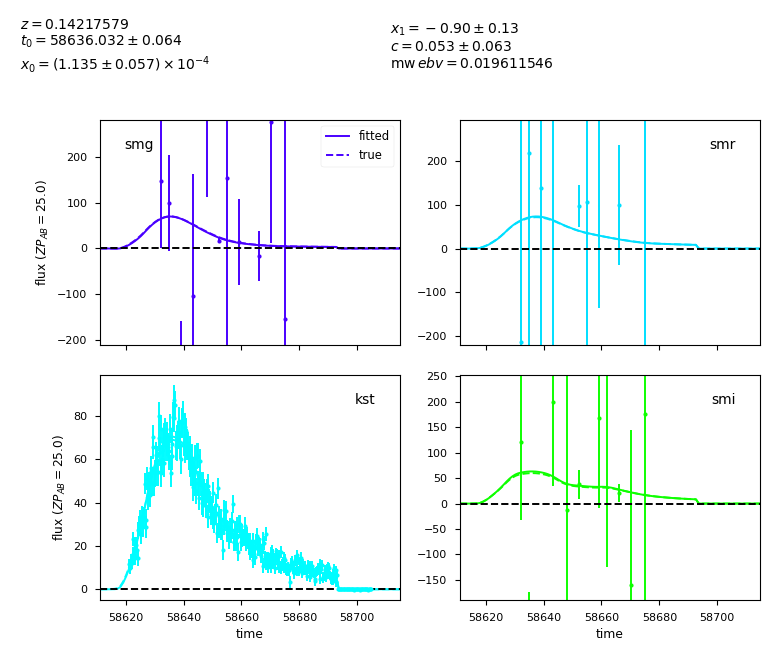 z = 0.14217579
t₀ = 58636.032 ± 0.064
x₀ = (1.135 ± 0.057) × 10⁻⁴
x₁ = −0.90 ± 0.13
c = 0.053 ± 0.063
mw ebv = 0.019611546
smg
fitted
true
200
100
0
−100
−200
flux (ZP_AB = 25.0)
smr
200
100
0
−100
−200
kst
80
60
40
20
0
flux (ZP_AB = 25.0)
58620 58640 58660 58680 58700
time
smi
250
200
150
100
50
0
−50
−100
−150
58620 58640 58660 58680 58700
time